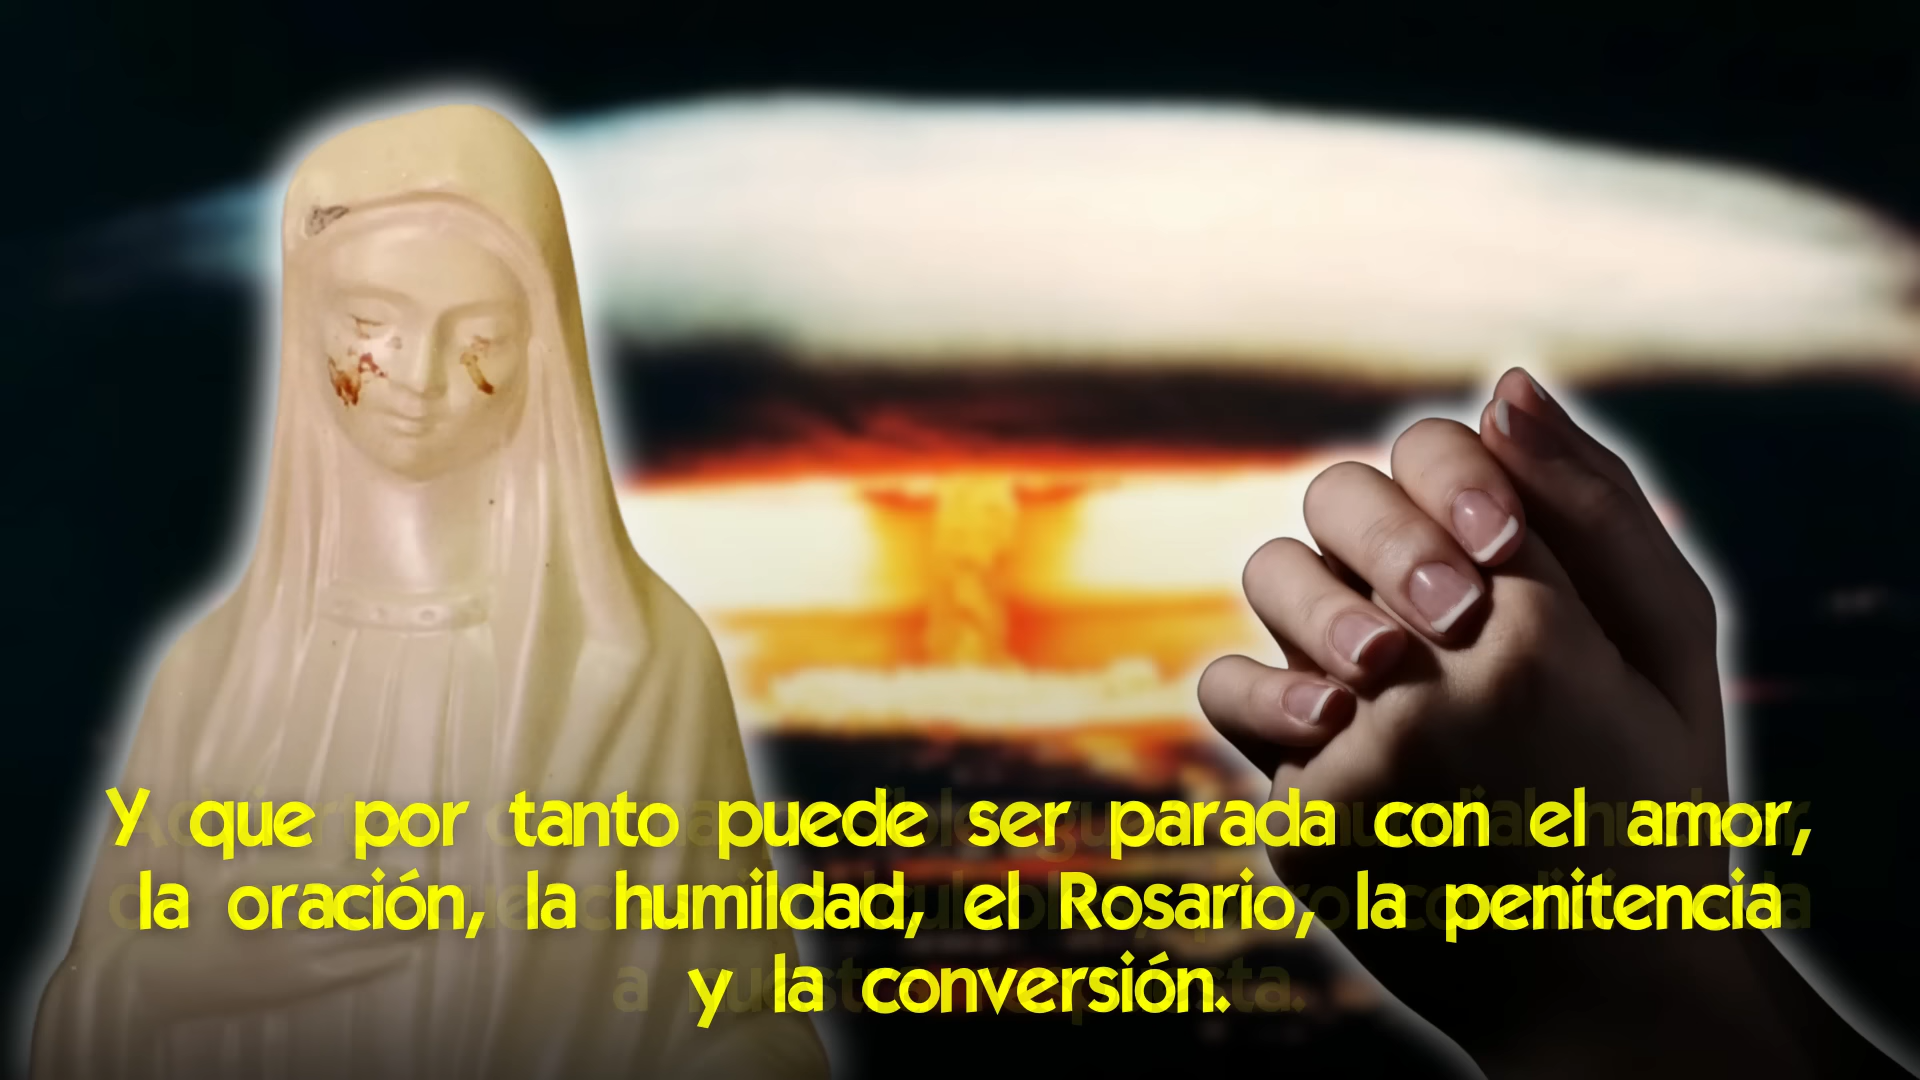 Y que por tanto puede ser parada con el amor,
la oración, la humildad, el Rosario, la penitencia
y la conversión.